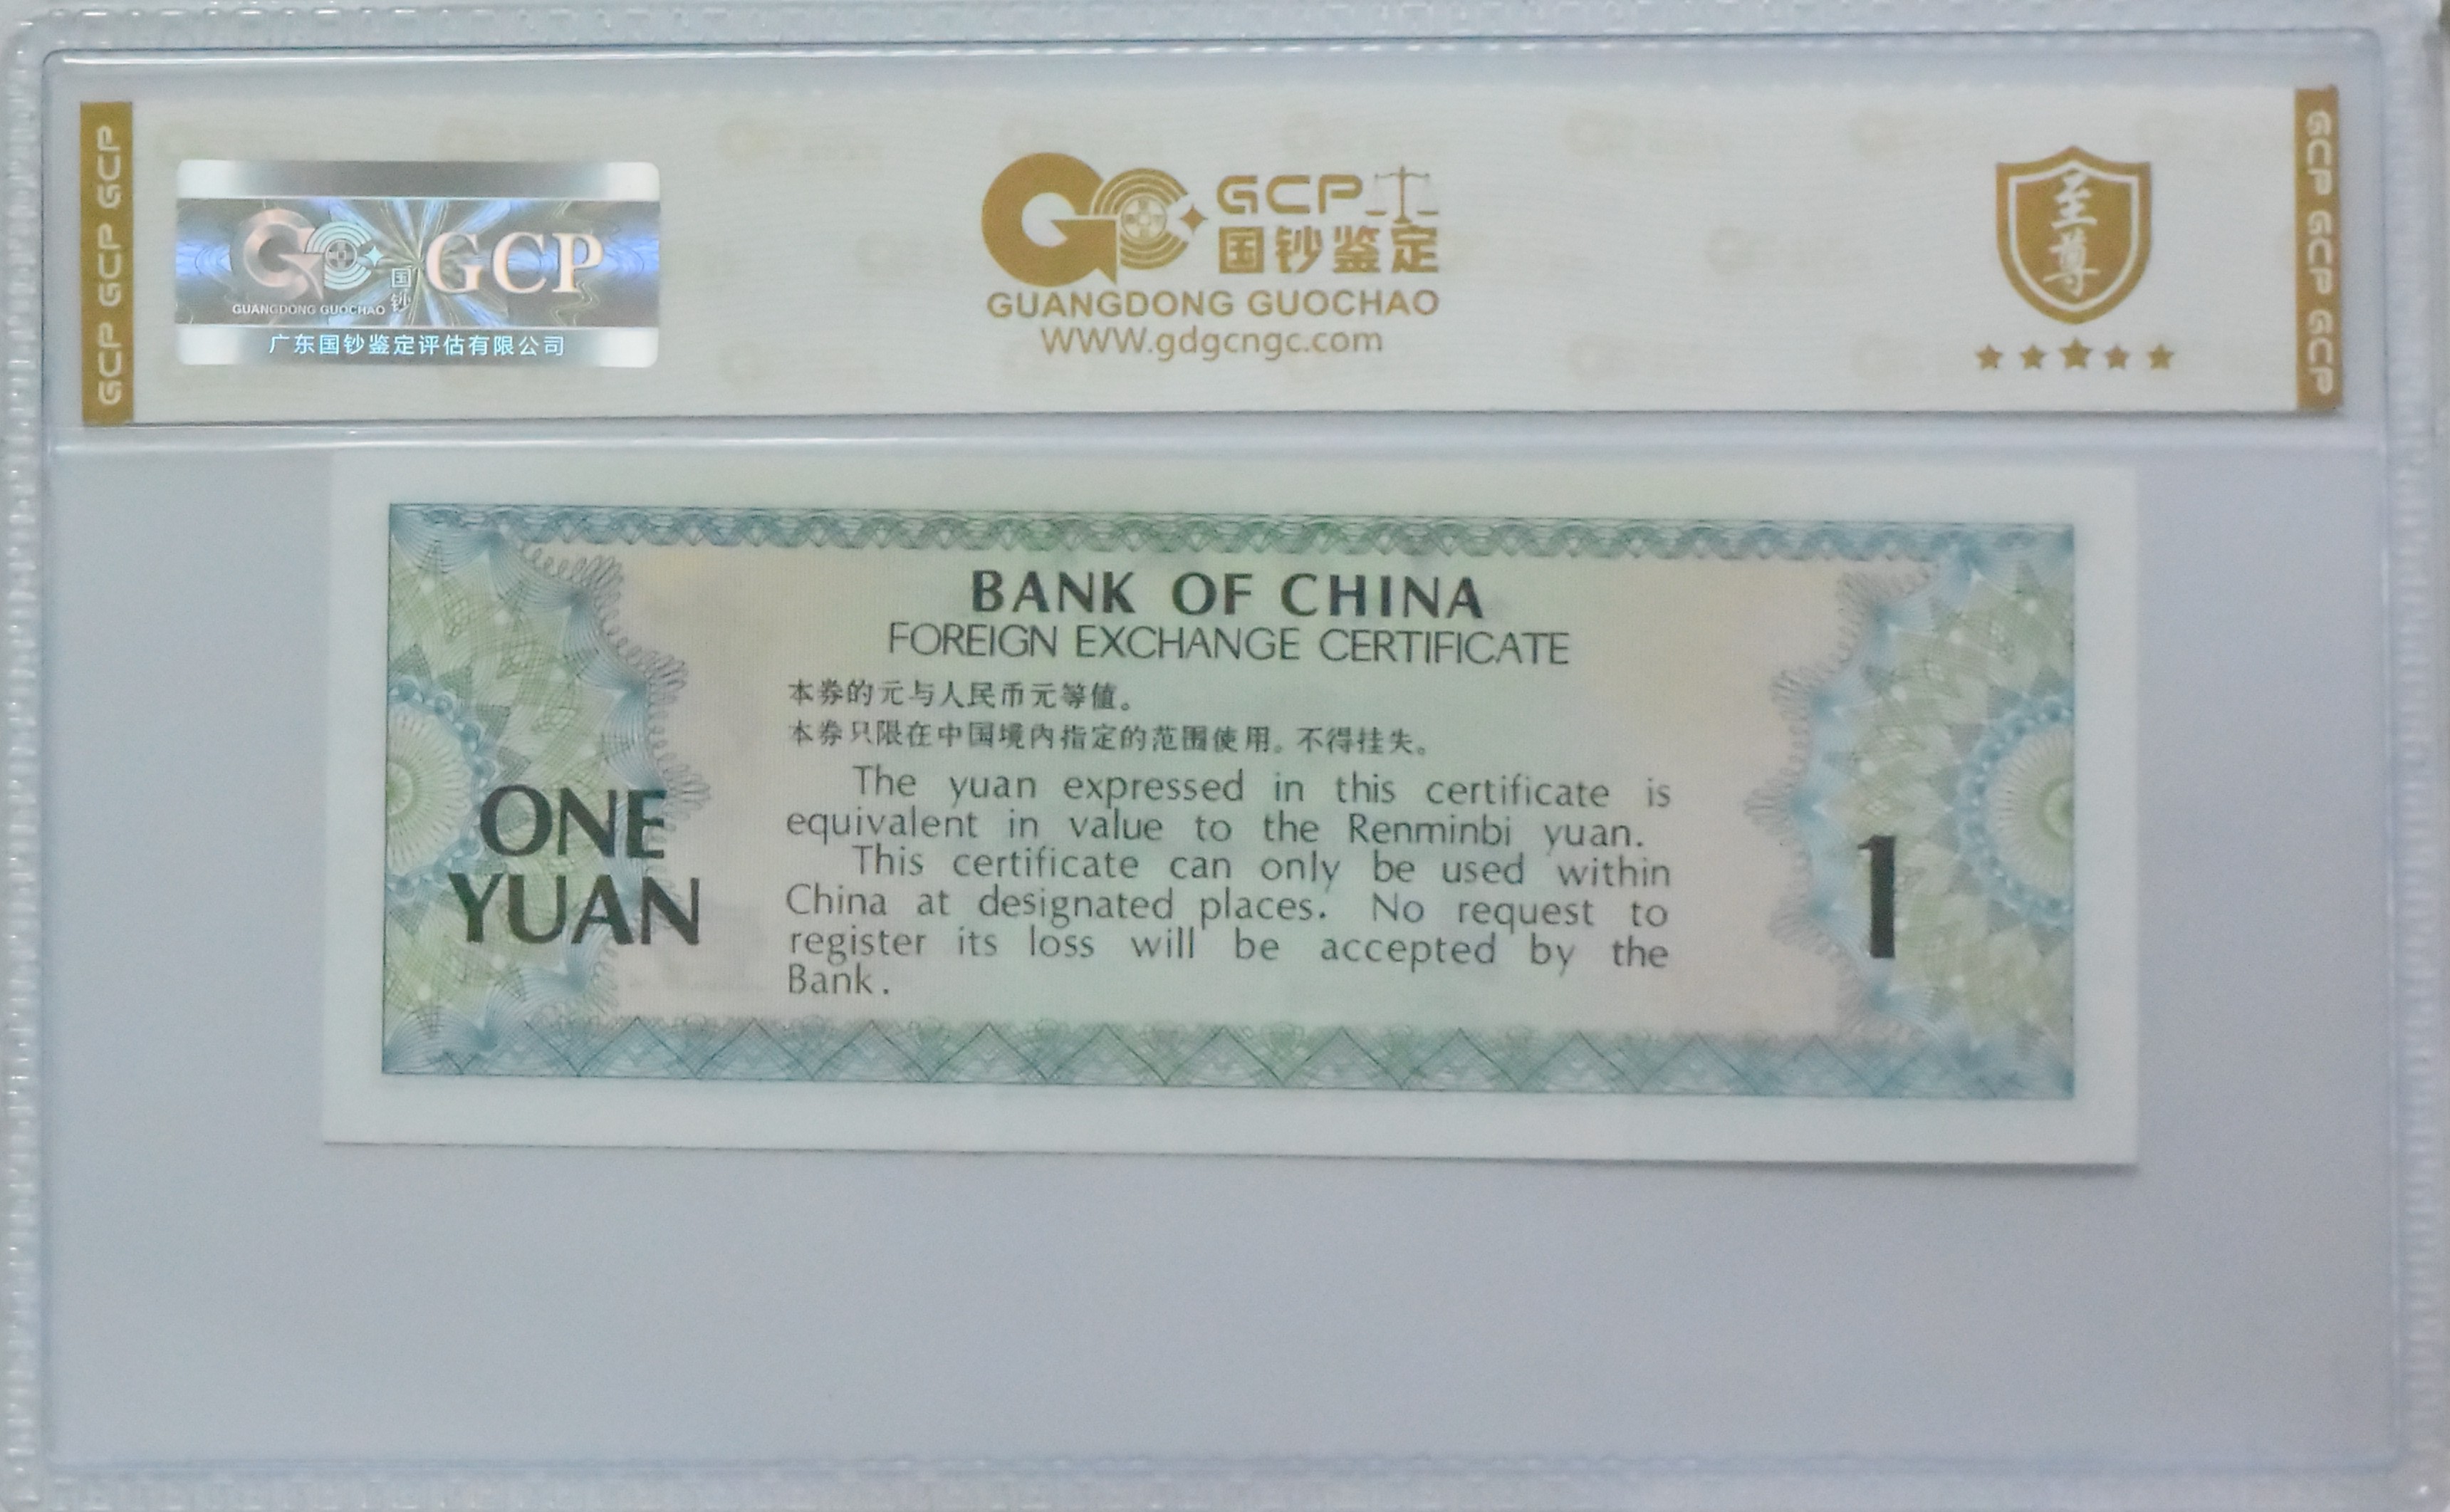 GCP GCP GCP
GUANGDONG GUOCHAO
国钞
GCP
广东国钞鉴定评估有限公司
GCP
国钞鉴定
GUANGDONG GUOCHAO
WWW.gdgcngc.com
至尊
GCP GCP GCP
BANK OF CHINA
FOREIGN EXCHANGE CERTIFICATE
本券的元与人民币元等值。
本券只限在中国境内指定的范围使用。不得挂失。
The yuan expressed in this certificate is
equivalent in value to the Renminbi yuan.
This certificate can only be used within
China at designated places. No request to
register its loss will be accepted by the
Bank.
ONE
YUAN
1